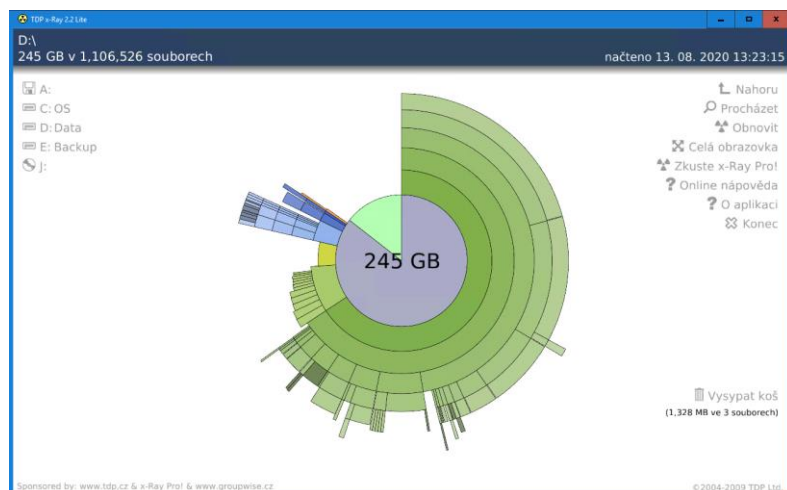 TDP x-Ray 2.2 Lite
D:\
245 GB v 1,106,526 souborech
načteno 13. 08. 2020 13:23:15
A:
C: OS
D: Data
E: Backup
J:
Nahoru
Procházet
Obnovit
Celá obrazovka
Zkuste x-Ray Pro!
Online nápověda
O aplikaci
Konec
245 GB
Vysypat koš
(1,328 MB ve 3 souborech)
Sponsored by: www.tdp.cz & x-Ray Pro! & www.groupwise.cz
©2004-2009 TDP Ltd.